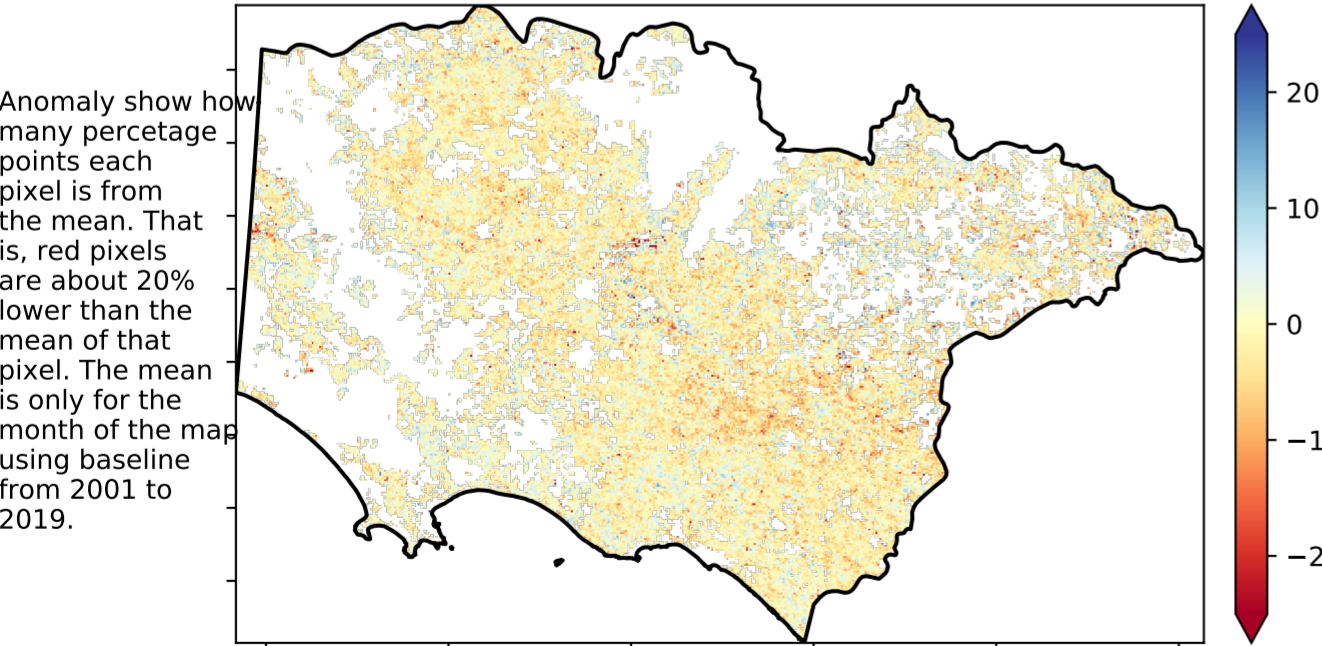 Anomaly show how
many percetage
points each
pixel is from
the mean. That
is, red pixels
are about 20%
lower than the
mean of that
pixel. The mean
is only for the
month of the map
using baseline
from 2001 to
2019.
20
10
0
−1
−2